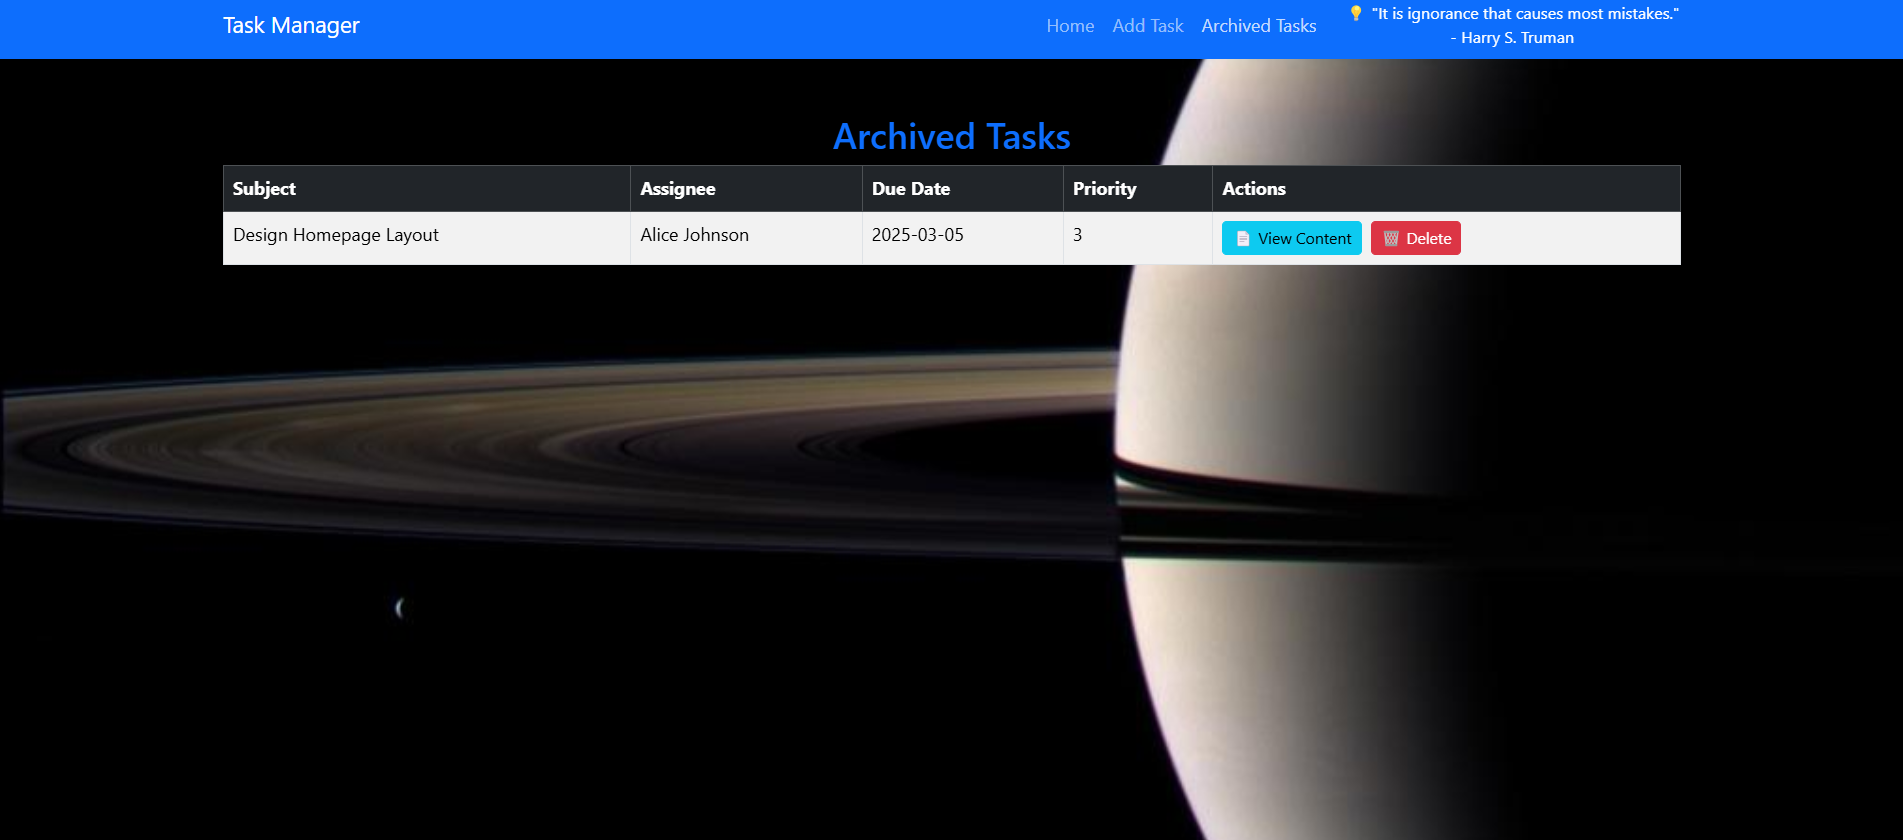 Task Manager
Home
Add Task
Archived Tasks
💡 "It is ignorance that causes most mistakes."
- Harry S. Truman
Archived Tasks
Subject Assignee Due Date Priority Actions
Design Homepage Layout Alice Johnson 2025-03-05 3 📄 View Content 🗑️ Delete